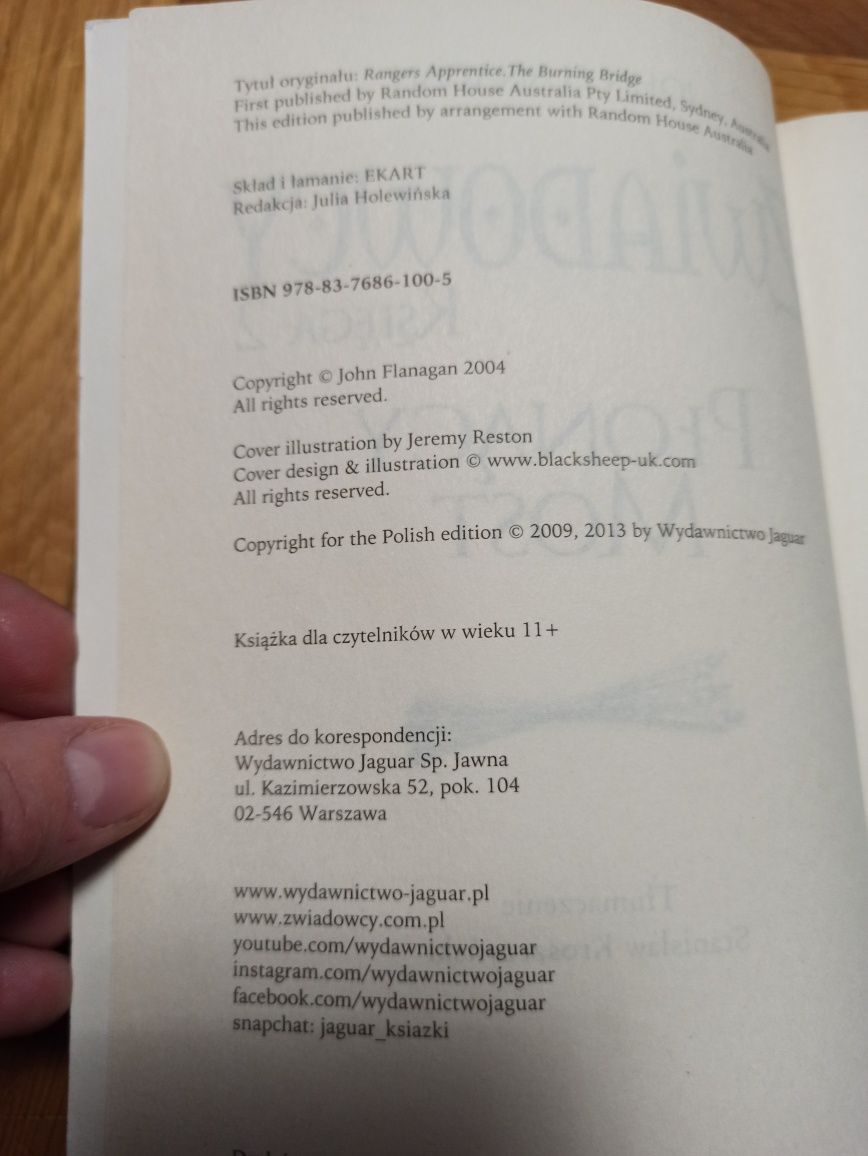 Tytuł oryginału: Rangers Apprentice.The Burning Bridge
First published by Random House Australia Pty Limited, Sydney, Australia
This edition published by arrangement with Random House Australia
Skład i łamanie: EKART
Redakcja: Julia Holewińska
ISBN 978-83-7686-100-5
Copyright © John Flanagan 2004
All rights reserved.
Cover illustration by Jeremy Reston
Cover design & illustration © www.blacksheep-uk.com
All rights reserved.
Copyright for the Polish edition © 2009, 2013 by Wydawnictwo Jaguar
Książka dla czytelników w wieku 11+
Adres do korespondencji:
Wydawnictwo Jaguar Sp. Jawna
ul. Kazimierzowska 52, pok. 104
02-546 Warszawa
www.wydawnictwo-jaguar.pl
www.zwiadowcy.com.pl
youtube.com/wydawnictwojaguar
instagram.com/wydawnictwojaguar
facebook.com/wydawnictwojaguar
snapchat: jaguar_ksiazki